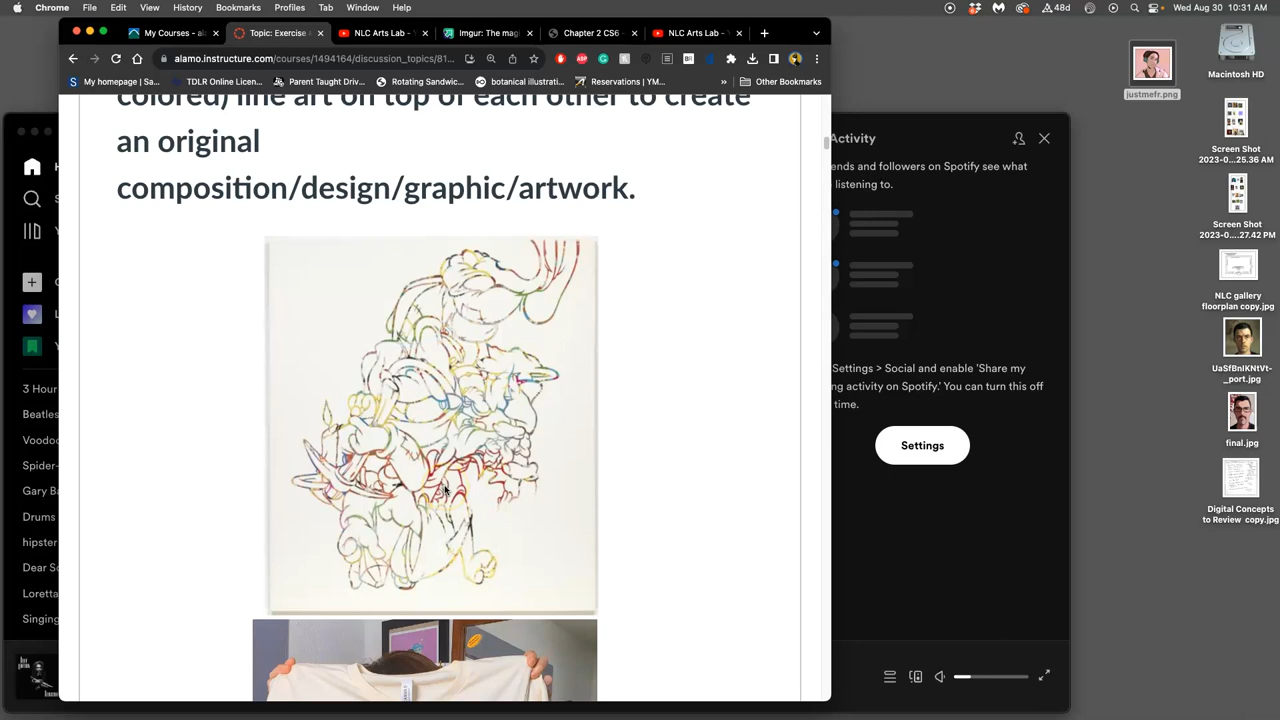 Chrome File Edit View History Bookmarks Profiles Tab Window Help
48d
Wed Aug 30 10:31 AM
My Courses - ala
Topic: Exercise
NLC Arts Lab -
Imgur: The magi
Chapter 2 CS6 -
NLC Arts Lab -
alamo.instructure.com/courses/1494164/discussion_topics/81...
My homepage | Sa...
TDLR Online Licen...
Parent Taught Driv...
Rotating Sandwic...
botanical illustrati...
Reservations | YM...
»
Other Bookmarks
colored) line art on top of each other to create
an original
composition/design/graphic/artwork.
3 Hour
Beatles
Voodoo
Spider-
Gary Ba
Drums
hipster
Dear So
Loretta
Singing
Activity
ends and followers on Spotify see what
listening to.
Settings > Social and enable 'Share my
ng activity on Spotify.' You can turn this off
time.
Settings
justmefr.png
Macintosh HD
Screen Shot
2023-0...25.36 AM
Screen Shot
2023-0....27.42 PM
NLC gallery
floorplan copy.jpg
UaSfBnIKNtVt-
_port.jpg
final.jpg
Digital Concepts
to Review copy.jpg